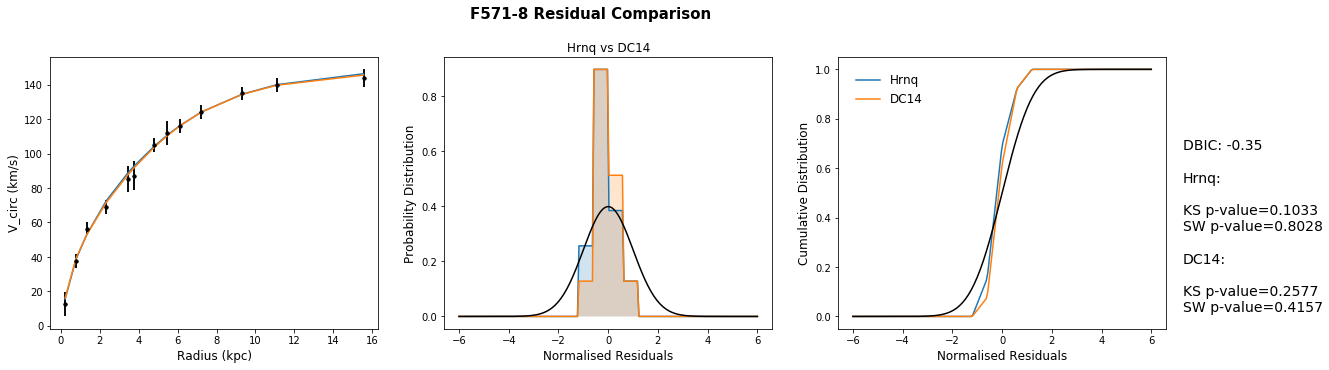 F571-8 Residual Comparison
V_circ (km/s)
140
120
100
80
60
40
20
0
0 2 4 6 8 10 12 14 16
Radius (kpc)
Hrnq vs DC14
Probability Distribution
0.8
0.6
0.4
0.2
0.0
−6 −4 −2 0 2 4 6
Normalised Residuals
Cumulative Distribution
1.0
0.8
0.6
0.4
0.2
0.0
Hrnq
DC14
−6 −4 −2 0 2 4 6
Normalised Residuals
DBIC: -0.35
Hrnq:
KS p-value=0.1033
SW p-value=0.8028
DC14:
KS p-value=0.2577
SW p-value=0.4157